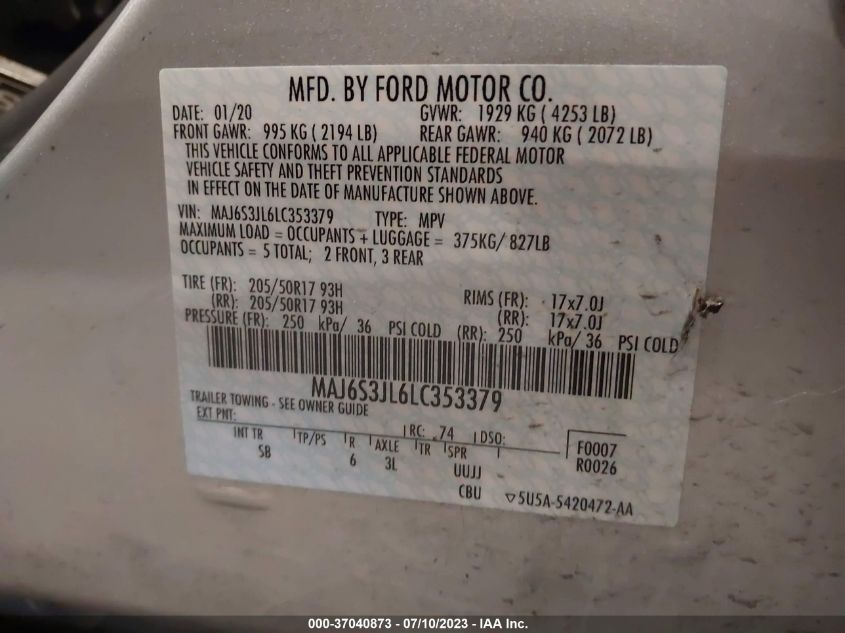 MFD. BY FORD MOTOR CO.
DATE: 01/20 GVWR: 1929 KG ( 4253 LB)
FRONT GAWR: 995 KG ( 2194 LB) REAR GAWR: 940 KG ( 2072 LB)
THIS VEHICLE CONFORMS TO ALL APPLICABLE FEDERAL MOTOR
VEHICLE SAFETY AND THEFT PREVENTION STANDARDS
IN EFFECT ON THE DATE OF MANUFACTURE SHOWN ABOVE.
VIN: MAJ6S3JL6LC353379 TYPE: MPV
MAXIMUM LOAD = OCCUPANTS + LUGGAGE = 375KG/ 827LB
OCCUPANTS = 5 TOTAL; 2 FRONT, 3 REAR
TIRE (FR): 205/50R17 93H RIMS (FR): 17x7.0J
(RR): 205/50R17 93H (RR): 17x7.0J
PRESSURE (FR): 250 kPa/ 36 PSI COLD (RR): 250 kPa/ 36 PSI COLD
MAJ6S3JL6LC353379
TRAILER TOWING - SEE OWNER GUIDE
EXT PNT: RC: 74 DSO:
INT TR TP/PS R AXLE TR SPR F0007
SB 6 3L UUJJ R0026
CBU 5U5A-5420472-AA
000-37040873 - 07/10/2023 - IAA Inc.